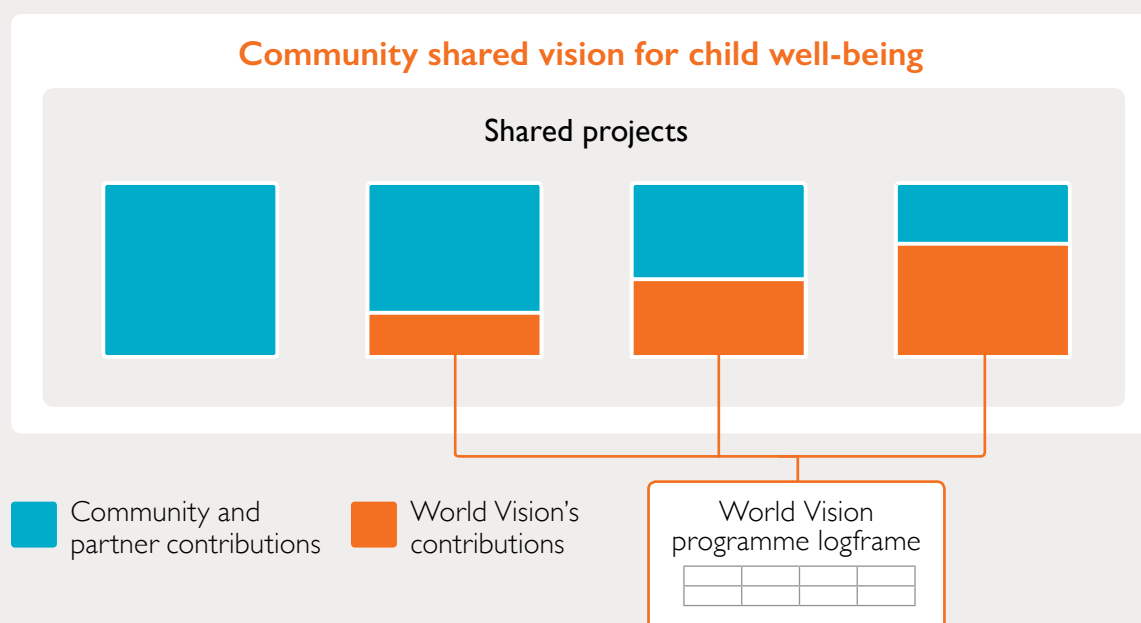 Community shared vision for child well-being
Shared projects
Community and
partner contributions
World Vision's
contributions
World Vision
programme logframe